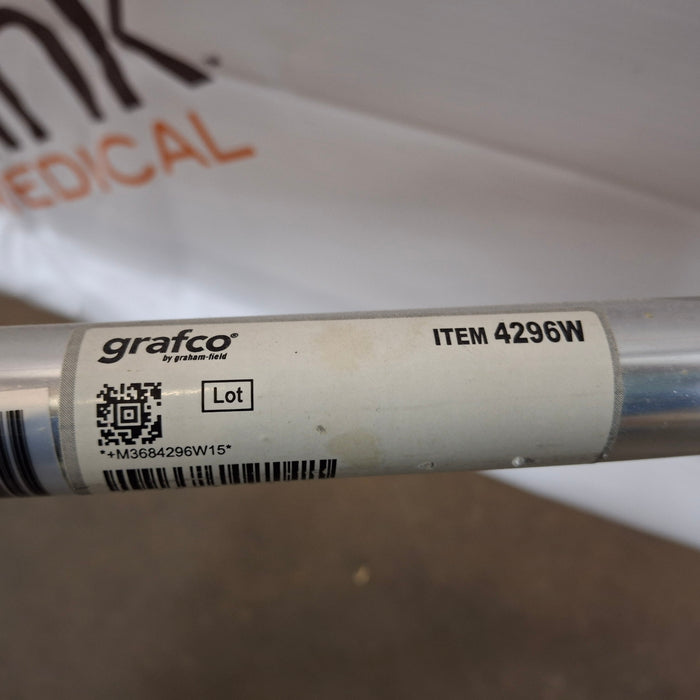 MEDICAL
grafco®
by graham-field
ITEM 4296W
Lot
*+M3684296W15*